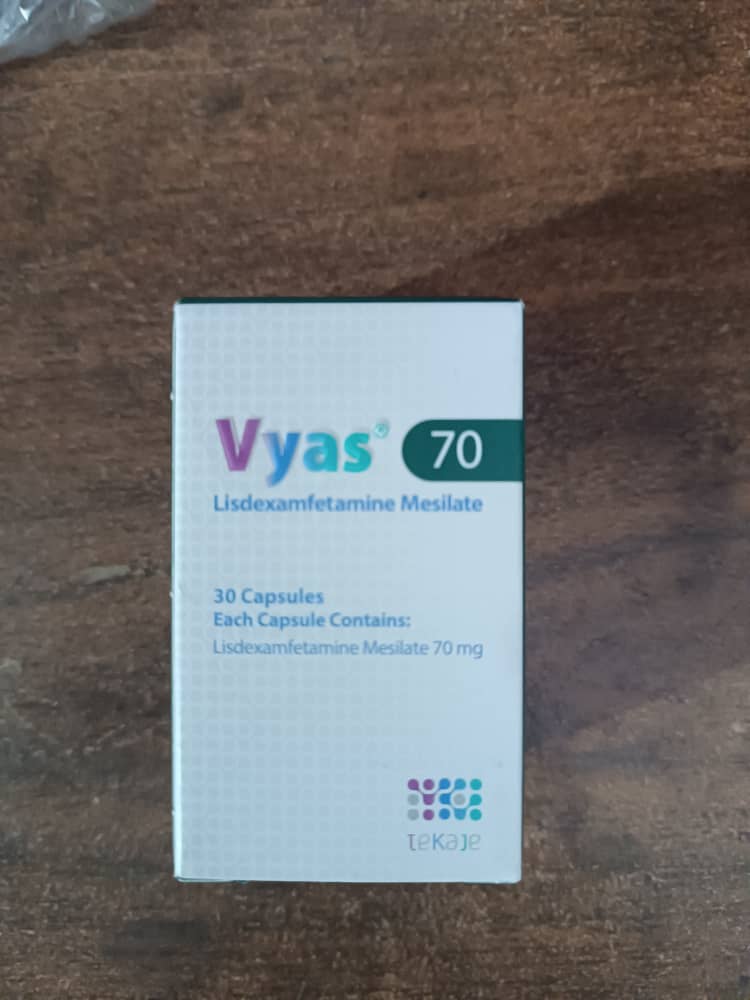 Vyas® 70
Lisdexamfetamine Mesilate
30 Capsules
Each Capsule Contains:
Lisdexamfetamine Mesilate 70 mg
teKaJe